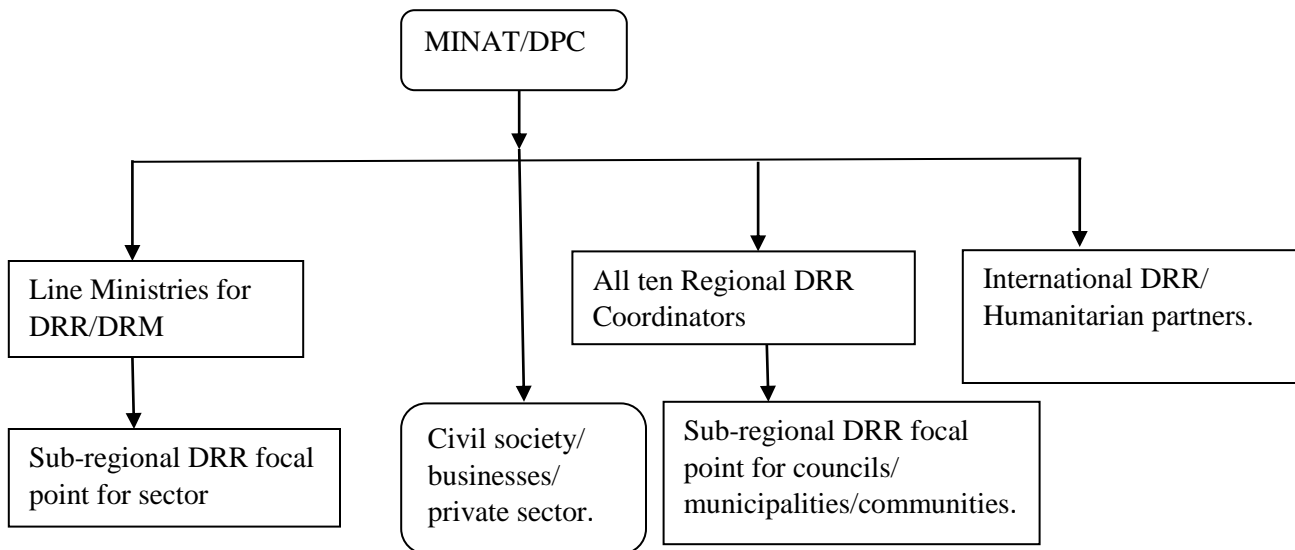 MINAT/DPC
Line Ministries for
DRR/DRM
All ten Regional DRR
Coordinators
International DRR/
Humanitarian partners.
Sub-regional DRR focal
point for sector
Civil society/
businesses/
private sector.
Sub-regional DRR focal
point for councils/
municipalities/communities.